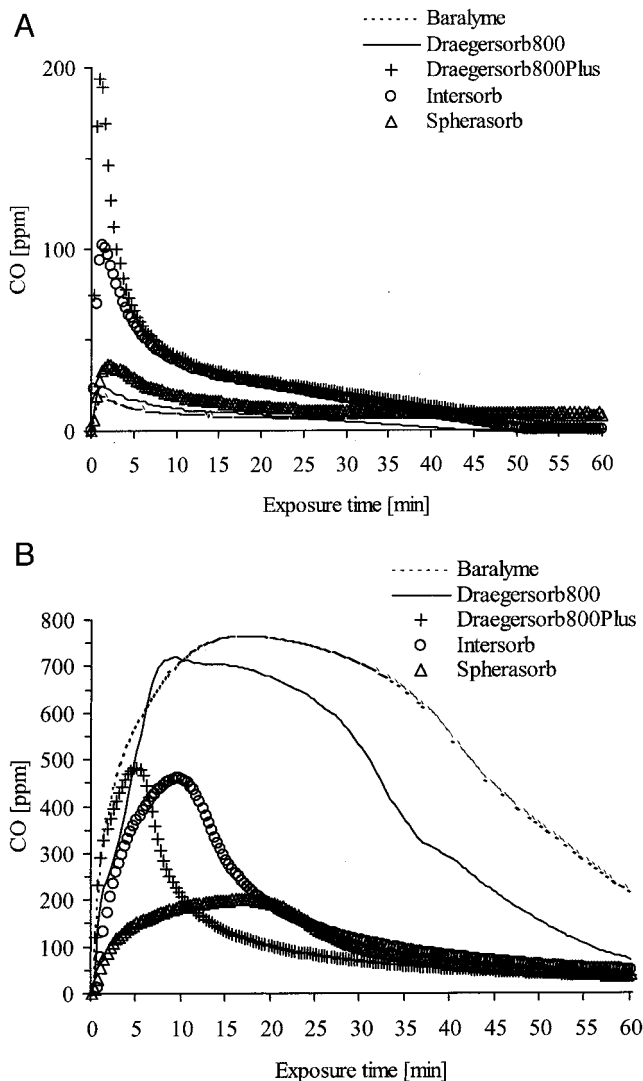 A
Baralyme
Draegersorb800
Draegersorb800Plus
Intersorb
Spherasorb
200
100
0
CO [ppm]
0 5 10 15 20 25 30 35 40 45 50 55 60
Exposure time [min]
B
Baralyme
Draegersorb800
Draegersorb800Plus
Intersorb
Spherasorb
800
700
600
500
400
300
200
100
0
CO [ppm]
0 5 10 15 20 25 30 35 40 45 50 55 60
Exposure time [min]